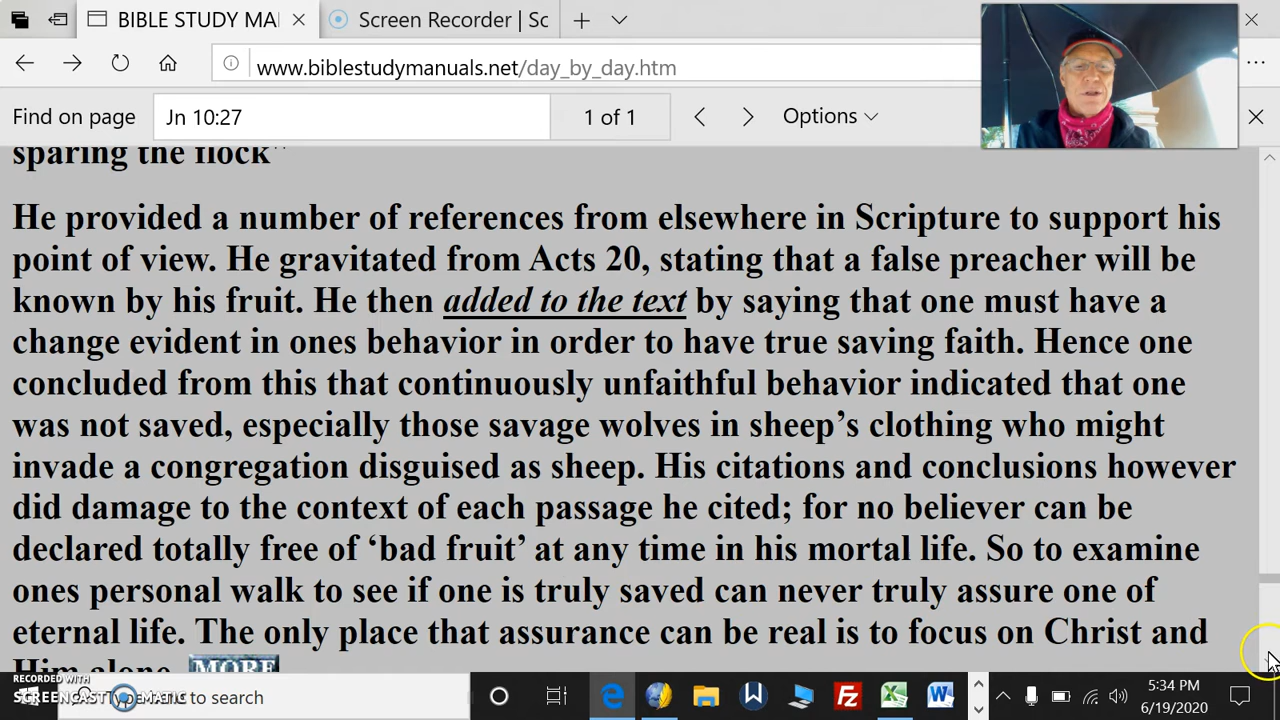 BIBLE STUDY MA
Screen Recorder | Sc
www.biblestudymanuals.net/day_by_day.htm
Find on page
Jn 10:27
1 of 1
Options
sparing the flock"
He provided a number of references from elsewhere in Scripture to support his
point of view. He gravitated from Acts 20, stating that a false preacher will be
known by his fruit. He then added to the text by saying that one must have a
change evident in ones behavior in order to have true saving faith. Hence one
concluded from this that continuously unfaithful behavior indicated that one
was not saved, especially those savage wolves in sheep’s clothing who might
invade a congregation disguised as sheep. His citations and conclusions however
did damage to the context of each passage he cited; for no believer can be
declared totally free of ‘bad fruit’ at any time in his mortal life. So to examine
ones personal walk to see if one is truly saved can never truly assure one of
eternal life. The only place that assurance can be real is to focus on Christ and
Him alone. MORE
RECORDED WITH
SCREENCAST MATIC
Type here to search
5:34 PM
6/19/2020